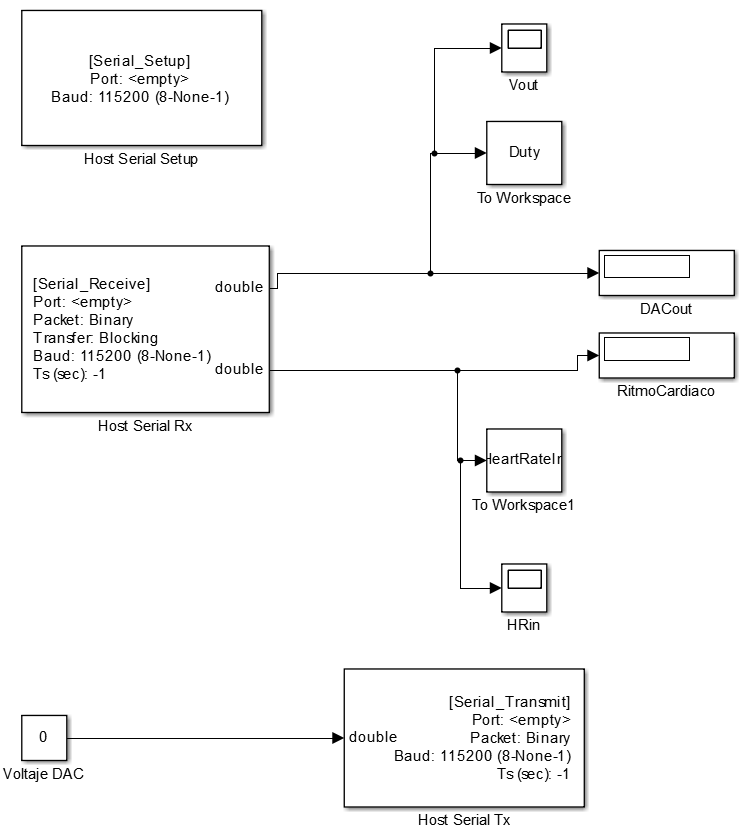 [Serial_Setup]
Port: <empty>
Baud: 115200 (8-None-1)
Host Serial Setup
Vout
Duty
To Workspace
[Serial_Receive]
Port: <empty>
Packet: Binary
Transfer: Blocking
Baud: 115200 (8-None-1)
Ts (sec): -1
double
double
Host Serial Rx
DACout
RitmoCardiaco
HeartRateIn
To Workspace1
HRin
0
Voltaje DAC
double
[Serial_Transmit]
Port: <empty>
Packet: Binary
Baud: 115200 (8-None-1)
Ts (sec): -1
Host Serial Tx